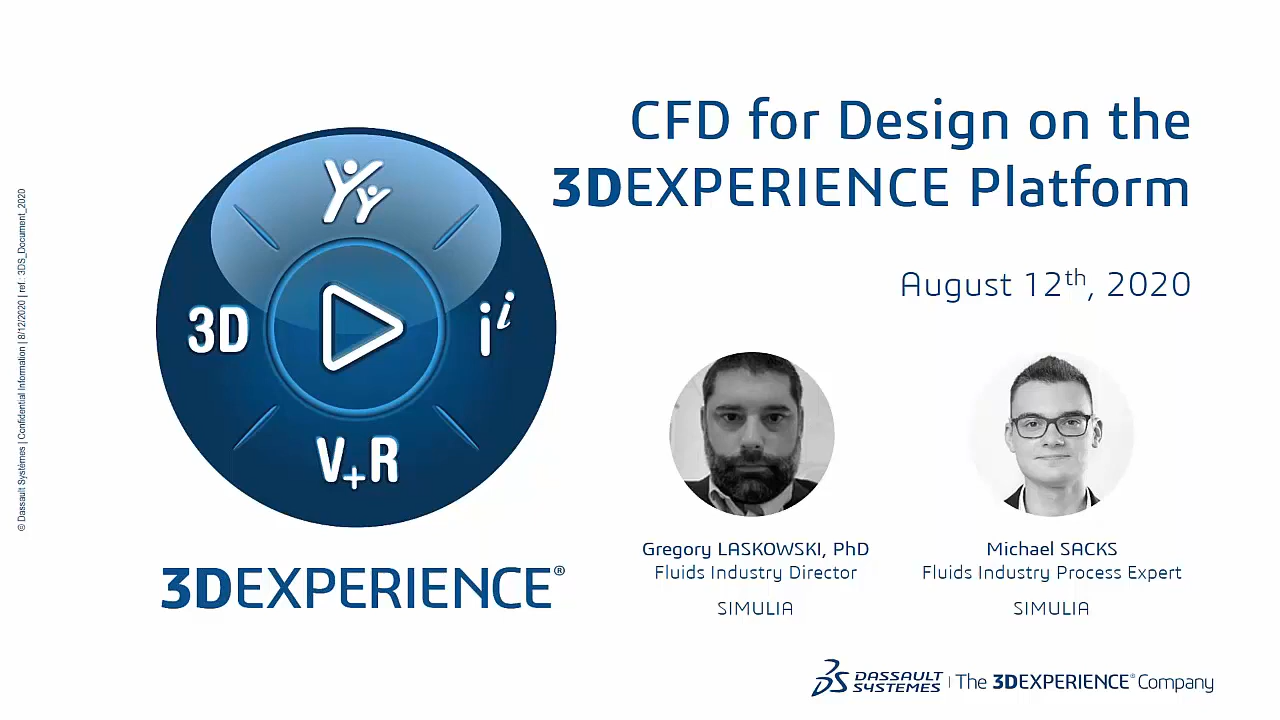 CFD for Design on the
3DEXPERIENCE Platform
August 12th, 2020
3D
i i
V+R
3DEXPERIENCE®
Gregory LASKOWSKI, PhD
Fluids Industry Director
SIMULIA
Michael SACKS
Fluids Industry Process Expert
SIMULIA
DASSAULT
SYSTEMES | The 3DEXPERIENCE® Company
© Dassault Systèmes | Confidential Information | 8/12/2020 | ref.: 3DS_Document_2020